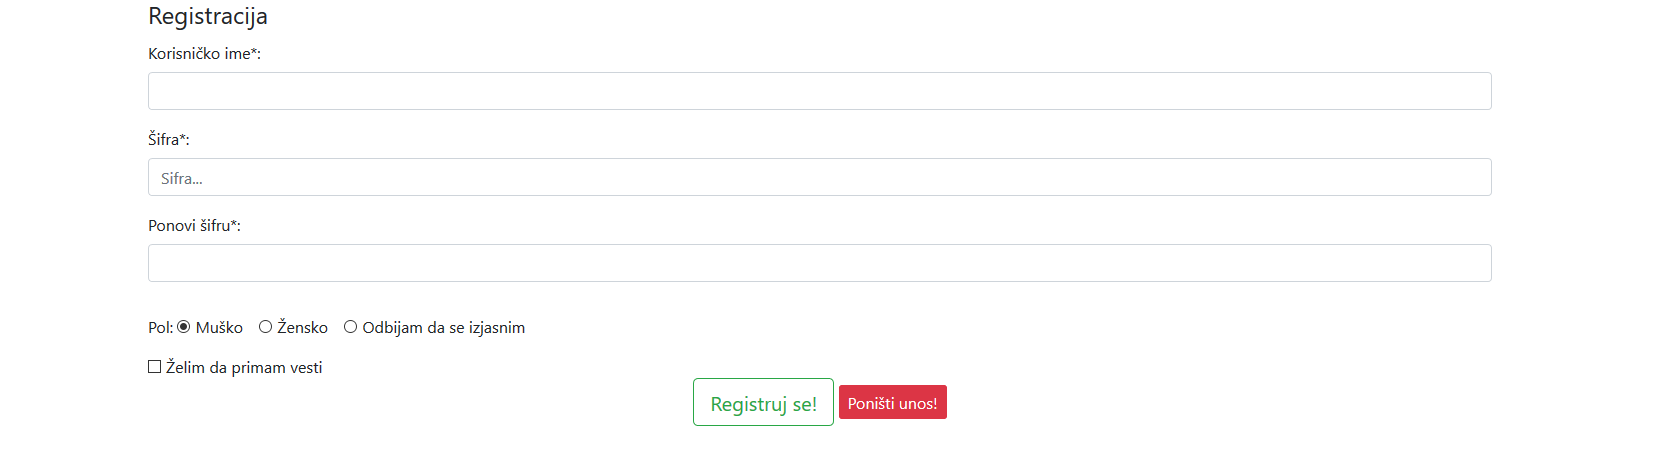 Registracija
Korisničko ime*:
Šifra*:
Sifra...
Ponovi šifru*:
Pol: Muško Žensko Odbijam da se izjasnim
Želim da primam vesti
Registruj se! Poništi unos!